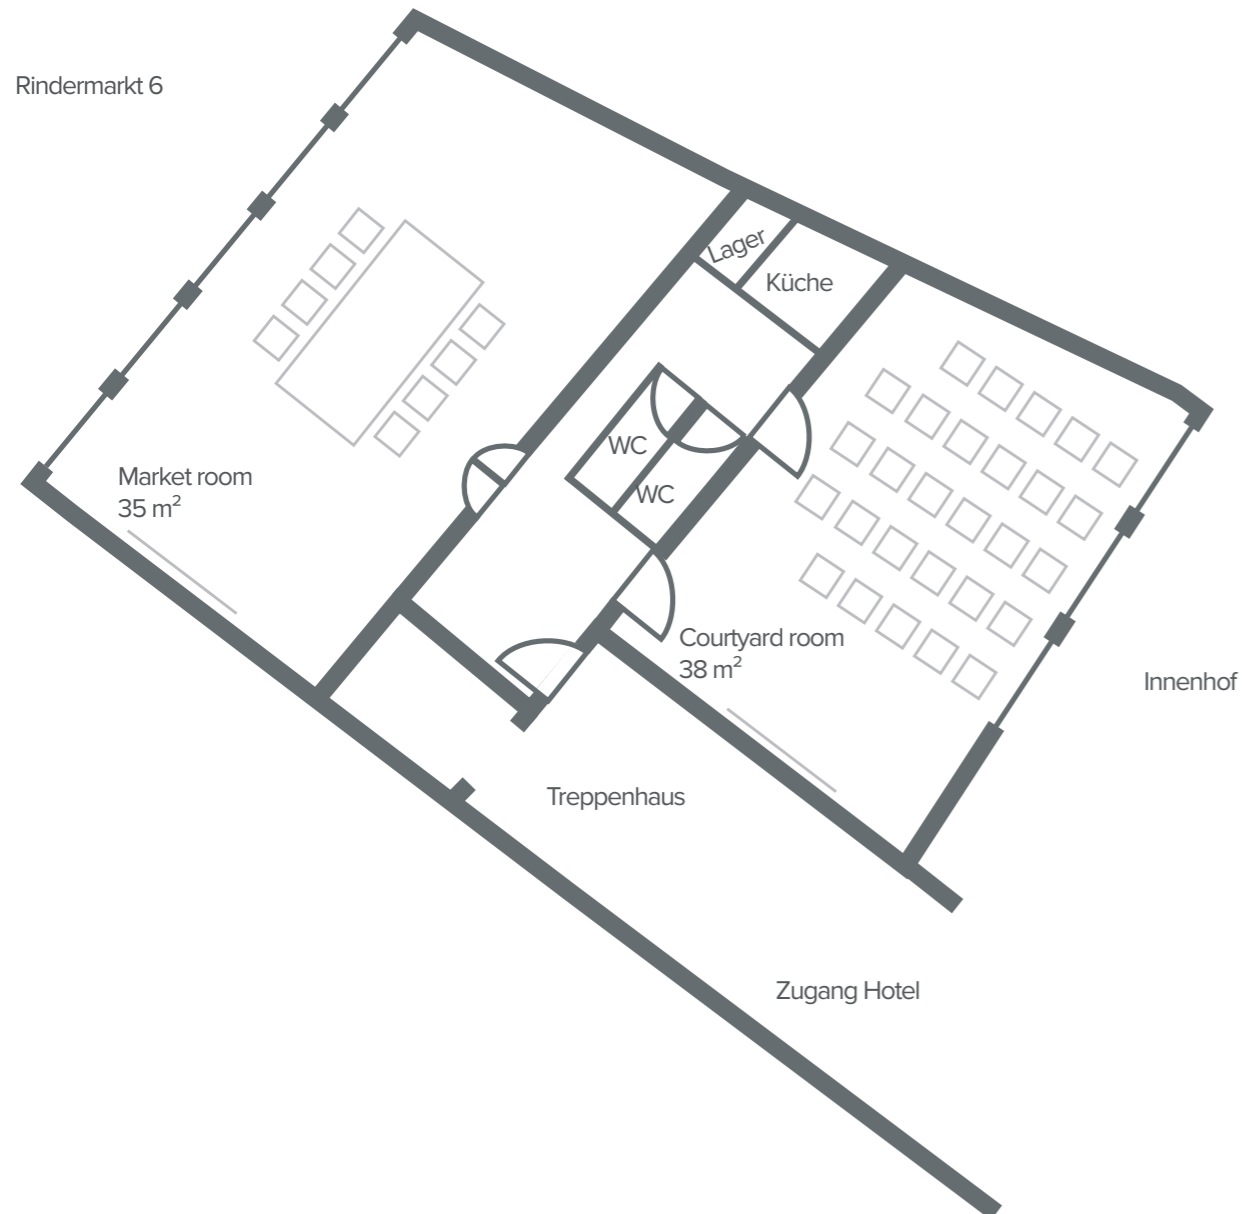 Rindermarkt 6
Lager
Küche
WC
WC
Market room
35 m²
Courtyard room
38 m²
Innenhof
Treppenhaus
Zugang Hotel